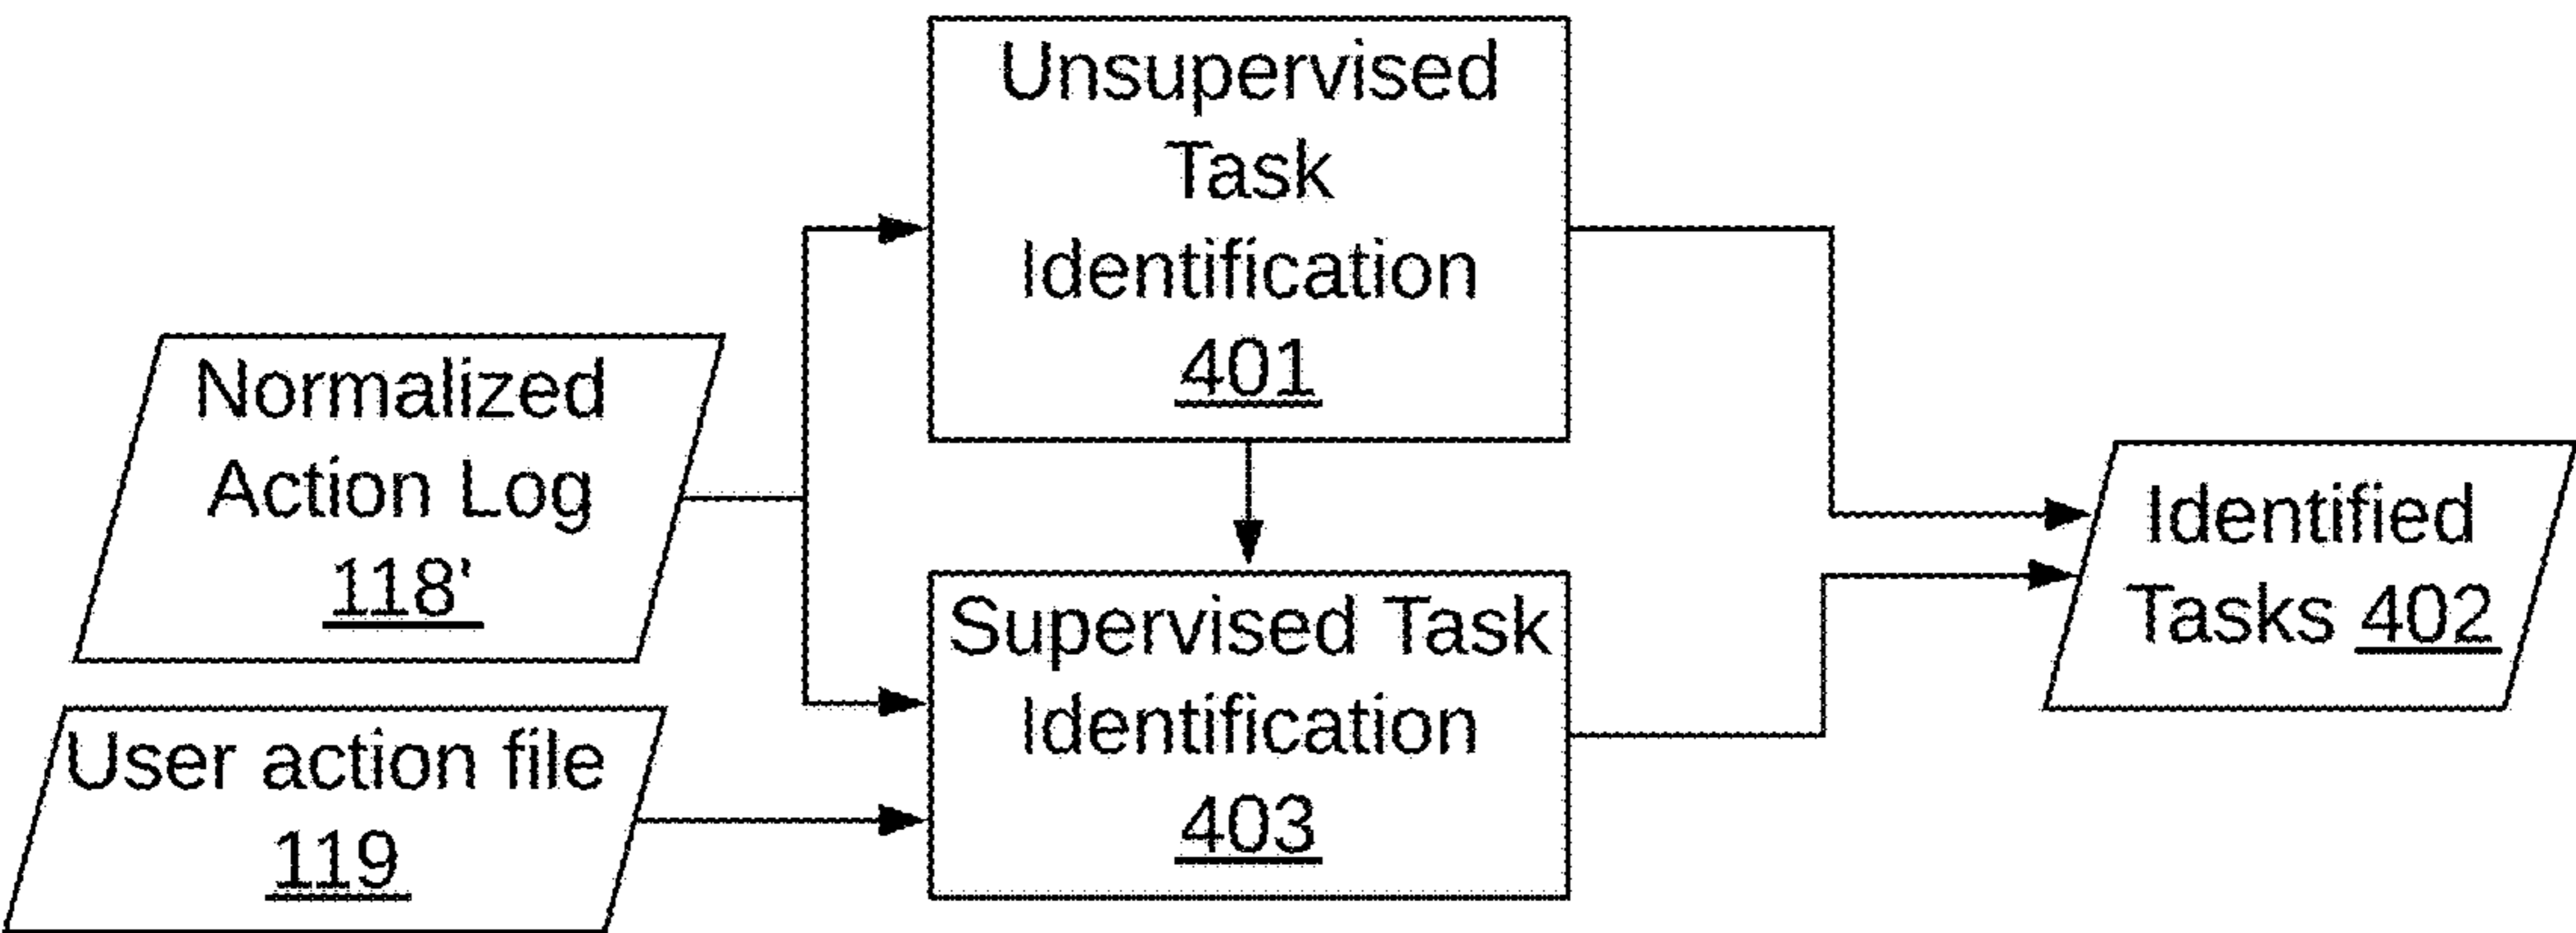 Unsupervised
Task
Identification
401
Normalized
Action Log
118'
User action file
119
Supervised Task
Identification
403
Identified
Tasks 402